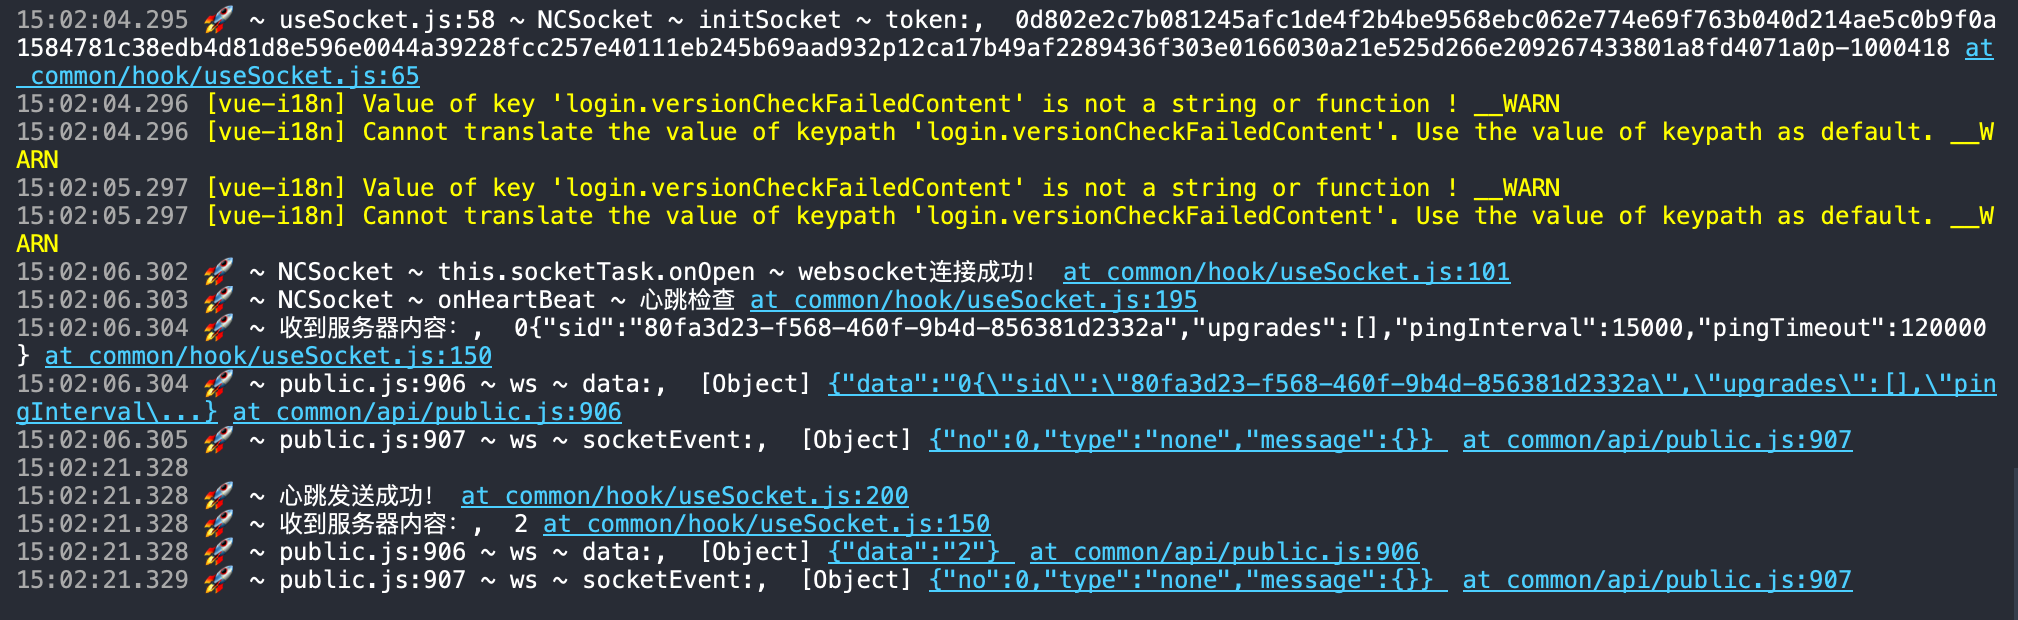 15:02:04.295 🚀 ~ useSocket.js:58 ~ NCSocket ~ initSocket ~ token:,  0d802e2c7b081245afc1de4f2b4be9568ebc062e774e69f763b040d214ae5c0b9f0a
1584781c38edb4d81d8e596e0044a39228fcc257e40111eb245b69aad932p12ca17b49af2289436f303e0166030a21e525d266e209267433801a8fd4071a0p-1000418 at
 common/hook/useSocket.js:65
15:02:04.296 [vue-i18n] Value of key 'login.versionCheckFailedContent' is not a string or function ! __WARN
15:02:04.296 [vue-i18n] Cannot translate the value of keypath 'login.versionCheckFailedContent'. Use the value of keypath as default. __W
ARN
15:02:05.297 [vue-i18n] Value of key 'login.versionCheckFailedContent' is not a string or function ! __WARN
15:02:05.297 [vue-i18n] Cannot translate the value of keypath 'login.versionCheckFailedContent'. Use the value of keypath as default. __W
ARN
15:02:06.302 🚀 ~ NCSocket ~ this.socketTask.onOpen ~ websocket连接成功！ at common/hook/useSocket.js:101
15:02:06.303 🚀 ~ NCSocket ~ onHeartBeat ~ 心跳检查 at common/hook/useSocket.js:195
15:02:06.304 🚀 ~ 收到服务器内容：,  0{"sid":"80fa3d23-f568-460f-9b4d-856381d2332a","upgrades":[],"pingInterval":15000,"pingTimeout":120000
} at common/hook/useSocket.js:150
15:02:06.304 🚀 ~ public.js:906 ~ ws ~ data:,  [Object] {"data":"0{\"sid\":\"80fa3d23-f568-460f-9b4d-856381d2332a\",\"upgrades\":[],\"pin
gInterval\...} at common/api/public.js:906
15:02:06.305 🚀 ~ public.js:907 ~ ws ~ socketEvent:,  [Object] {"no":0,"type":"none","message":{}}  at common/api/public.js:907
15:02:21.328
15:02:21.328 🚀 ~ 心跳发送成功！ at common/hook/useSocket.js:200
15:02:21.328 🚀 ~ 收到服务器内容：,  2 at common/hook/useSocket.js:150
15:02:21.328 🚀 ~ public.js:906 ~ ws ~ data:,  [Object] {"data":"2"}  at common/api/public.js:906
15:02:21.329 🚀 ~ public.js:907 ~ ws ~ socketEvent:,  [Object] {"no":0,"type":"none","message":{}}  at common/api/public.js:907